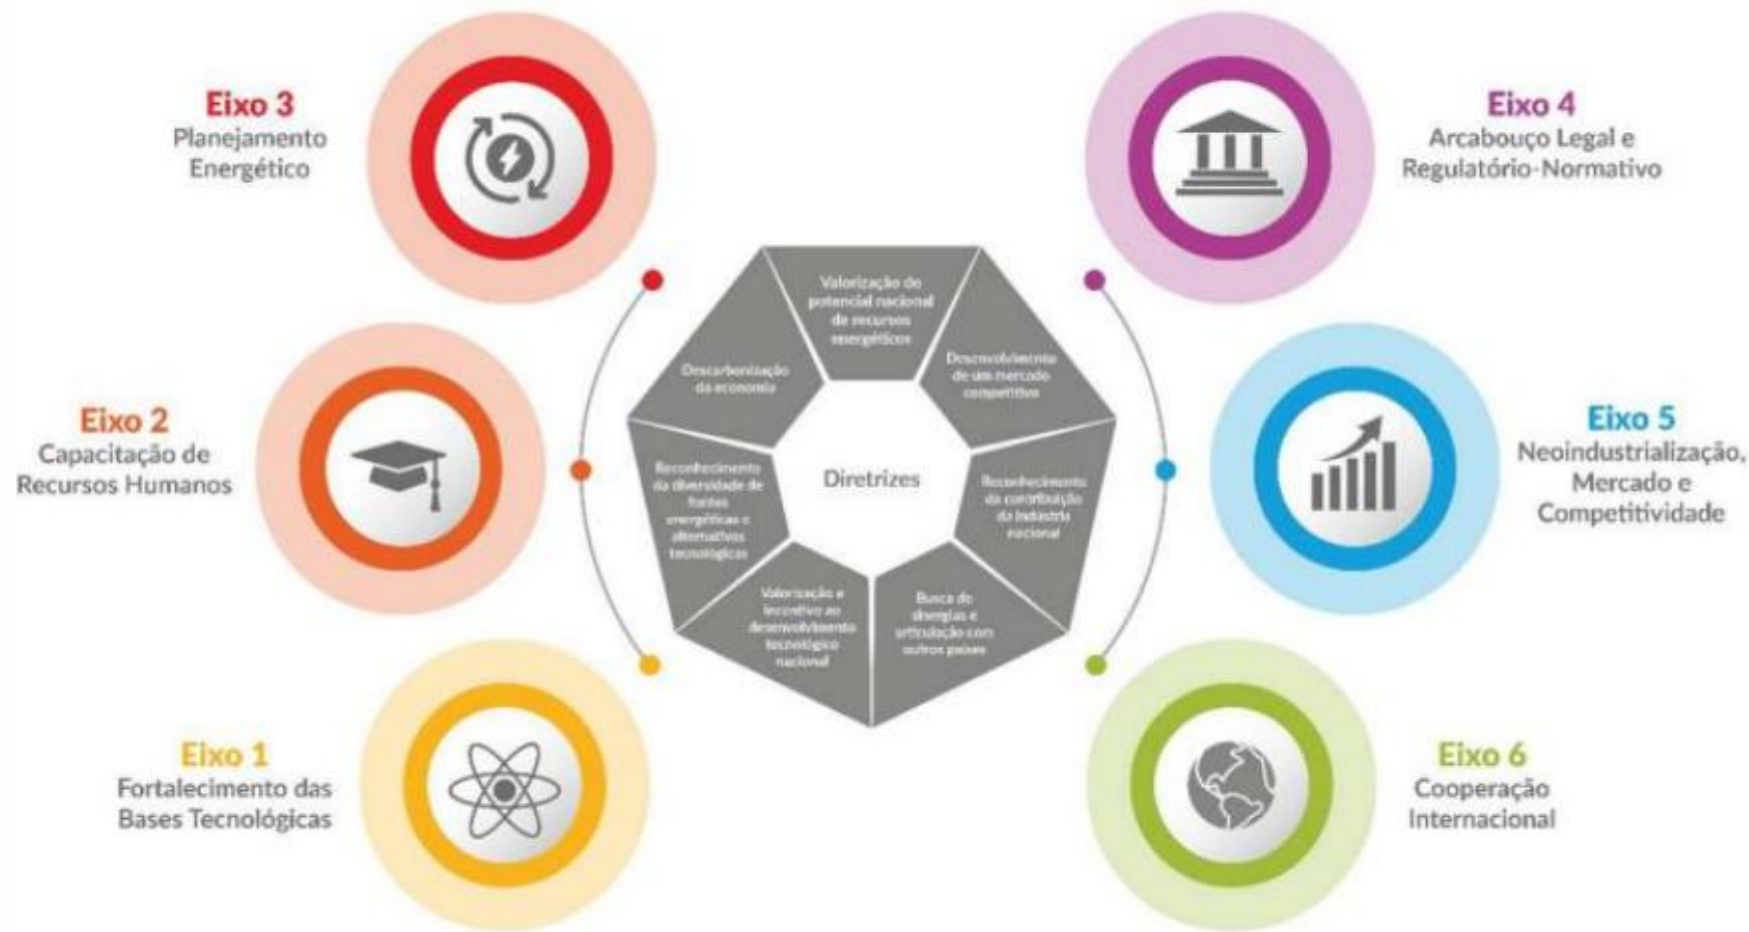 Eixo 3
Planejamento
Energético
Eixo 2
Capacitação de
Recursos Humanos
Eixo 1
Fortalecimento das
Bases Tecnológicas
Valorização do
potencial nacional
de recursos
energéticos
Desenvolvimento
de um mercado
competitivo
Reconhecimento
da contribuição
da indústria
nacional
Busca de
sinergias e
articulação com
outros países
Valorização e
incentivo ao
desenvolvimento
tecnológico
nacional
Reconhecimento
da diversidade de
fontes
energéticas e
alternativas
tecnológicas
Descarbonização
da economia
Diretrizes
Eixo 4
Arcabouço Legal e
Regulatório-Normativo
Eixo 5
Neoindustrialização,
Mercado e
Competitividade
Eixo 6
Cooperação
Internacional